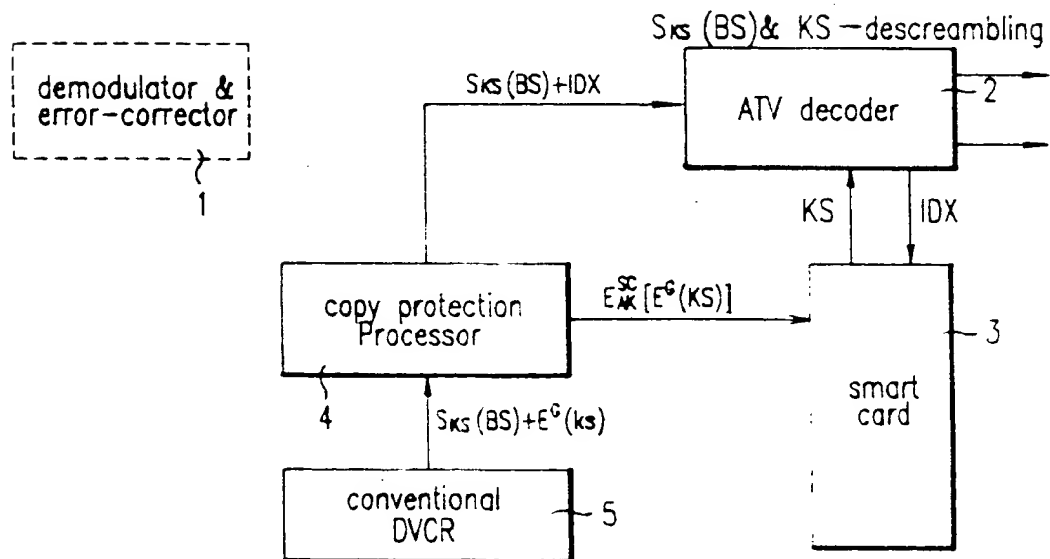 SKS (BS) & KS -descreambling
demodulator &
error-corrector
1
SKS(BS)+IDX
ATV decoder
2
KS
IDX
copy protection
Processor
4
E^SC_AK[E^G(KS)]
smart
card
3
SKS(BS)+E^G(ks)
conventional
DVCR
5